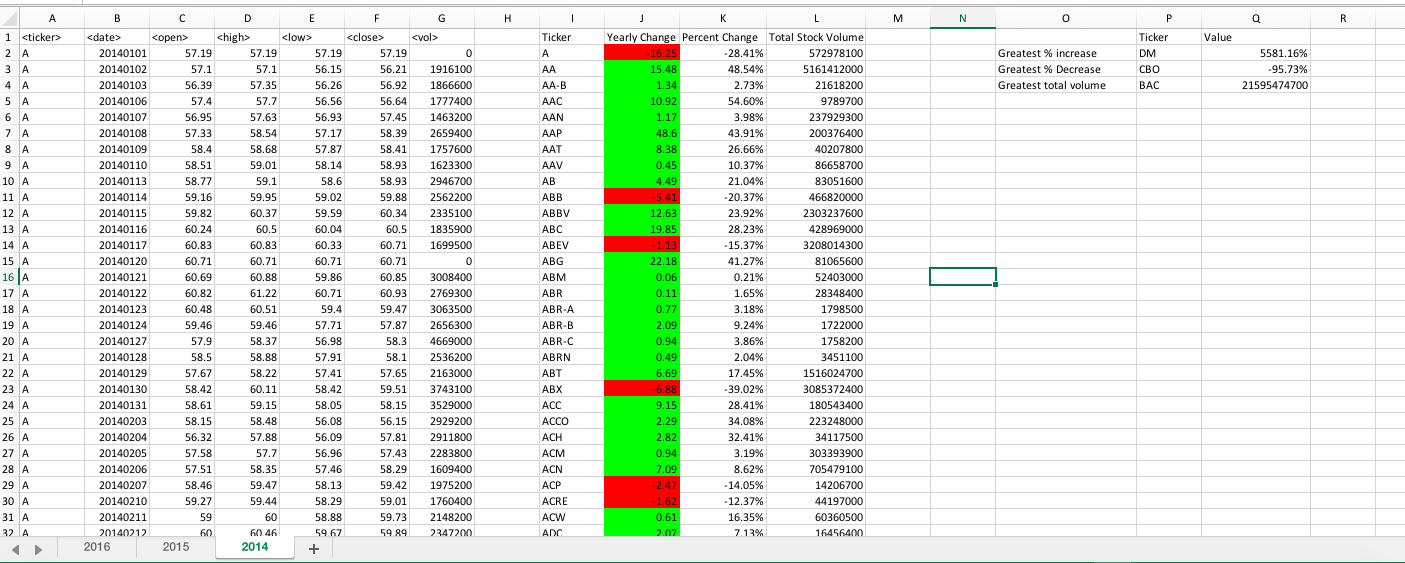 A B C D E F G H I J K L M N O P Q R
1 <ticker> <date> <open> <high> <low> <close> <vol> Ticker Yearly Change Percent Change Total Stock Volume Ticker Value
2 A 20140101 57.19 57.19 57.19 57.19 0 A -16.25 -28.41% 572978100 Greatest % increase DM 5581.16%
3 A 20140102 57.1 57.1 56.15 56.21 1916100 AA 15.48 48.54% 5161412000 Greatest % Decrease CBO -95.73%
4 A 20140103 56.39 57.35 56.26 56.92 1866600 AA-B 1.34 2.73% 21618200 Greatest total volume BAC 21595474700
5 A 20140106 57.4 57.7 56.56 56.64 1777400 AAC 10.92 54.60% 9789700
6 A 20140107 56.95 57.63 56.93 57.45 1463200 AAN 1.17 3.98% 237929300
7 A 20140108 57.33 58.54 57.17 58.39 2659400 AAP 48.6 43.91% 200376400
8 A 20140109 58.4 58.68 57.87 58.41 1757600 AAT 8.38 26.66% 40207800
9 A 20140110 58.51 59.01 58.14 58.93 1623300 AAV 0.45 10.37% 86658700
10 A 20140113 58.77 59.1 58.6 58.93 2946700 AB 4.49 21.04% 83051600
11 A 20140114 59.16 59.95 59.02 59.88 2562200 ABB -5.41 -20.37% 466820000
12 A 20140115 59.82 60.37 59.59 60.34 2335100 ABBV 12.63 23.92% 2303237600
13 A 20140116 60.24 60.5 60.04 60.5 1835900 ABC 19.85 28.23% 428969000
14 A 20140117 60.83 60.83 60.33 60.71 1699500 ABEV -1.13 -15.37% 3208014300
15 A 20140120 60.71 60.71 60.71 60.71 0 ABG 22.18 41.27% 81065600
16 A 20140121 60.69 60.88 59.86 60.85 3008400 ABM 0.06 0.21% 52403000
17 A 20140122 60.82 61.22 60.71 60.93 2769300 ABR 0.11 1.65% 28348400
18 A 20140123 60.48 60.51 59.4 59.47 3063500 ABR-A 0.77 3.18% 1798500
19 A 20140124 59.46 59.46 57.71 57.87 2656300 ABR-B 2.09 9.24% 1722000
20 A 20140127 57.9 58.37 56.98 58.3 4669000 ABR-C 0.94 3.86% 1758200
21 A 20140128 58.5 58.88 57.91 58.1 2536200 ABRN 0.49 2.04% 3451100
22 A 20140129 57.67 58.22 57.41 57.65 2163000 ABT 6.69 17.45% 1516024700
23 A 20140130 58.42 60.11 58.42 59.51 3743100 ABX -6.88 -39.02% 3085372400
24 A 20140131 58.61 59.15 58.05 58.15 3529000 ACC 9.15 28.41% 180543400
25 A 20140203 58.15 58.48 56.08 56.15 2929200 ACCO 2.29 34.08% 223248000
26 A 20140204 56.32 57.88 56.09 57.81 2911800 ACH 2.82 32.41% 34117500
27 A 20140205 57.58 57.7 56.96 57.43 2283800 ACM 0.94 3.19% 303393900
28 A 20140206 57.51 58.35 57.46 58.29 1609400 ACN 7.09 8.62% 705479100
29 A 20140207 58.46 59.47 58.13 59.42 1975200 ACP -2.47 -14.05% 14206700
30 A 20140210 59.27 59.44 58.29 59.01 1760400 ACRE -1.62 -12.37% 44197000
31 A 20140211 59 60 58.88 59.73 2148200 ACW 0.61 16.35% 60360500
32 A 20140212 60 60.46 59.67 59.89 2347200 ADC 2.07 7.13% 16456400
2016 2015 2014 +